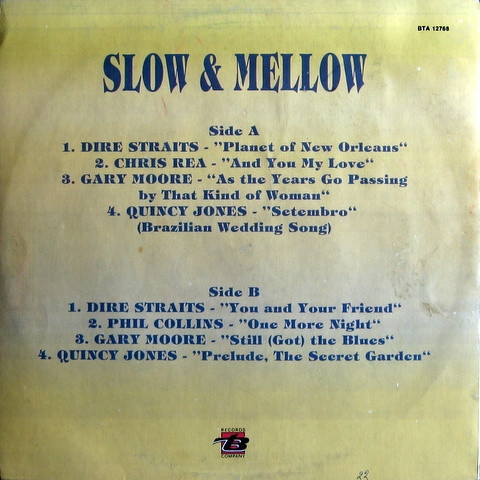 BTA 12768
SLOW & MELLOW
Side A
1. DIRE STRAITS - "Planet of New Orleans“
2. CHRIS REA - "And You My Love“
3. GARY MOORE - “As the Years Go Passing
by That Kind of Woman“
4. QUINCY JONES - "Setembro“
(Brazilian Wedding Song)
Side B
1. DIRE STRAITS - "You and Your Friend“
2. PHIL COLLINS - "One More Night“
3. GARY MOORE - "Still (Got) the Blues“
4. QUINCY JONES - "Prelude, The Secret Garden“
RECORDS
B
COMPANY
22